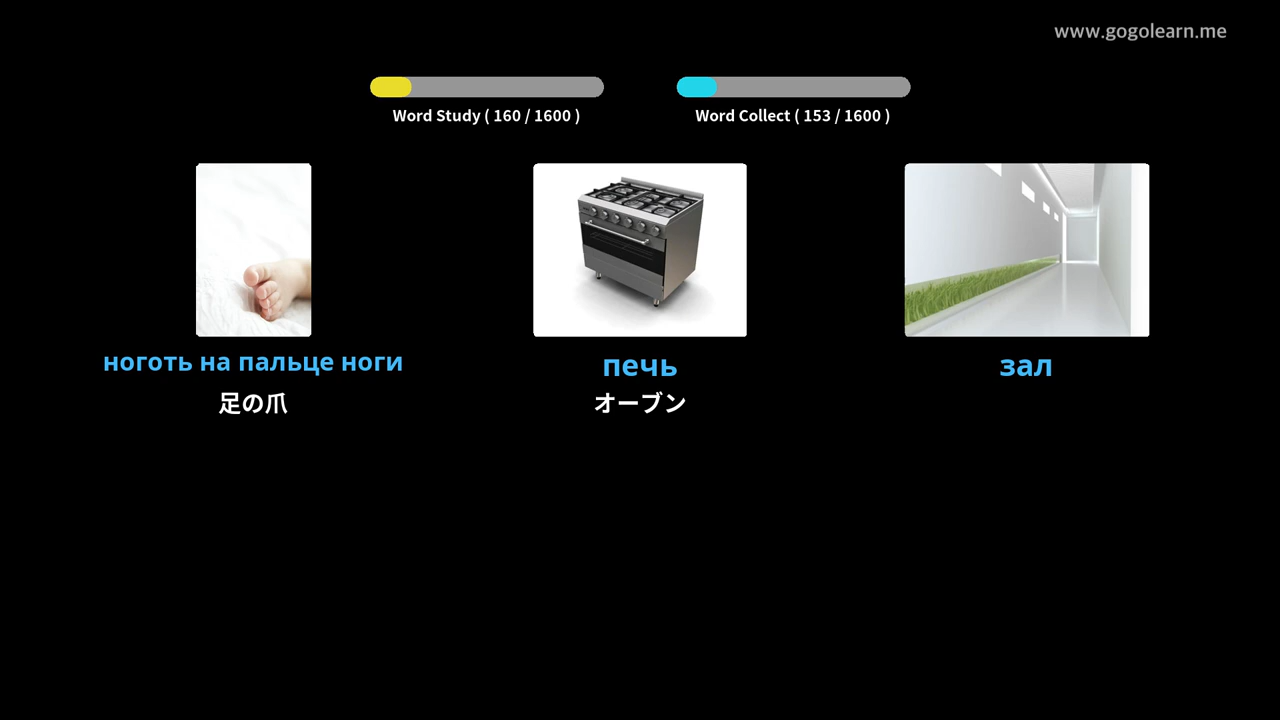 www.gogolearn.me
Word Study ( 160 / 1600 )
Word Collect ( 153 / 1600 )
ноготь на пальце ноги
足の爪
печь
オーブン
зал